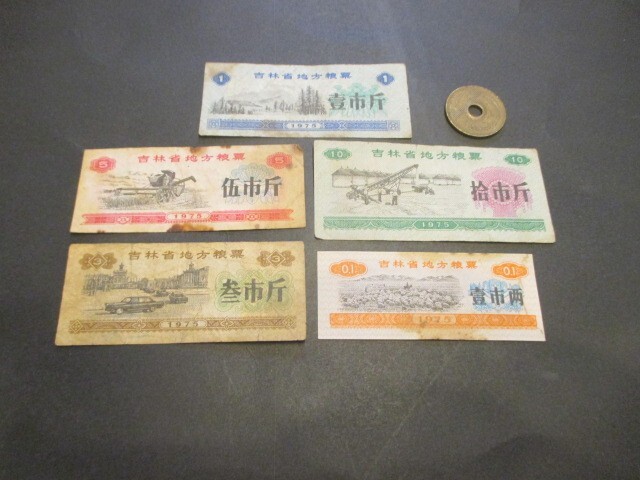 1 吉林省地方粮票 1
壹市斤
1975
5 吉林省地方粮票 5
伍市斤
1975
10 吉林省地方粮票 10
拾市斤
1975
3 吉林省地方粮票 3
叁市斤
1975
0.1 吉林省地方粮票 0.1
壹市两
1975